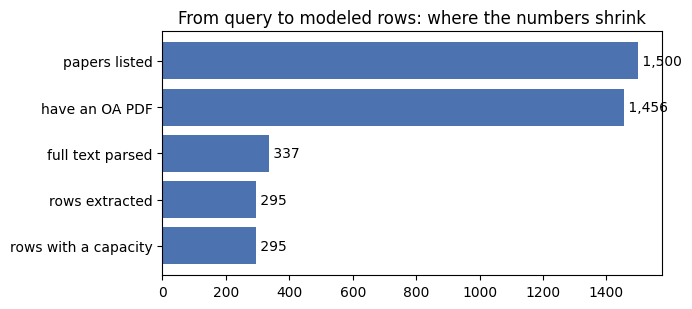 From query to modeled rows: where the numbers shrink
papers listed 1,500
have an OA PDF 1,456
full text parsed 337
rows extracted 295
rows with a capacity 295
0 200 400 600 800 1000 1200 1400